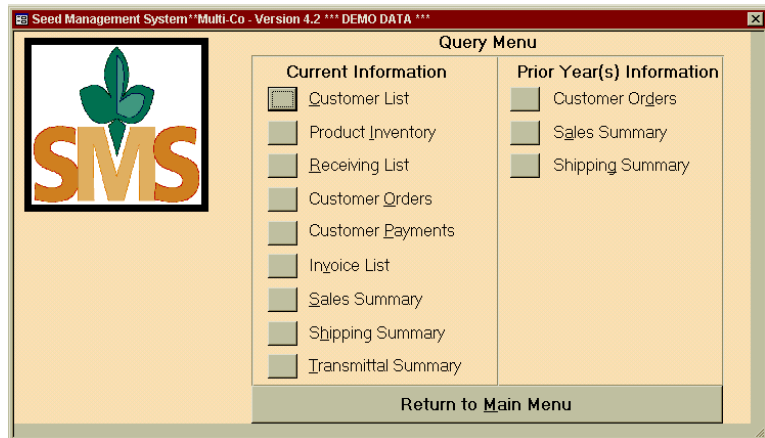 Seed Management System**Multi-Co - Version 4.2 *** DEMO DATA ***
SMS
Query Menu
Current Information
Customer List
Product Inventory
Receiving List
Customer Orders
Customer Payments
Invoice List
Sales Summary
Shipping Summary
Transmittal Summary
Prior Year(s) Information
Customer Orders
Sales Summary
Shipping Summary
Return to Main Menu